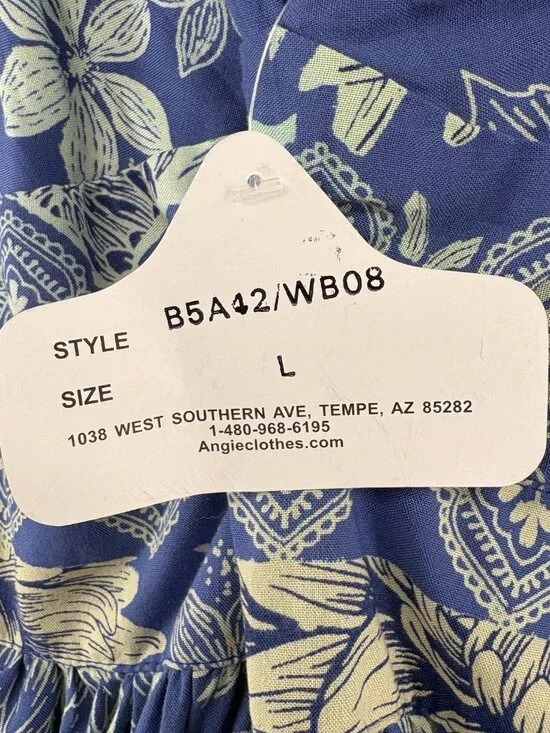 STYLE B5A42/WB08
SIZE L
1038 WEST SOUTHERN AVE, TEMPE, AZ 85282
1-480-968-6195
Angieclothes.com